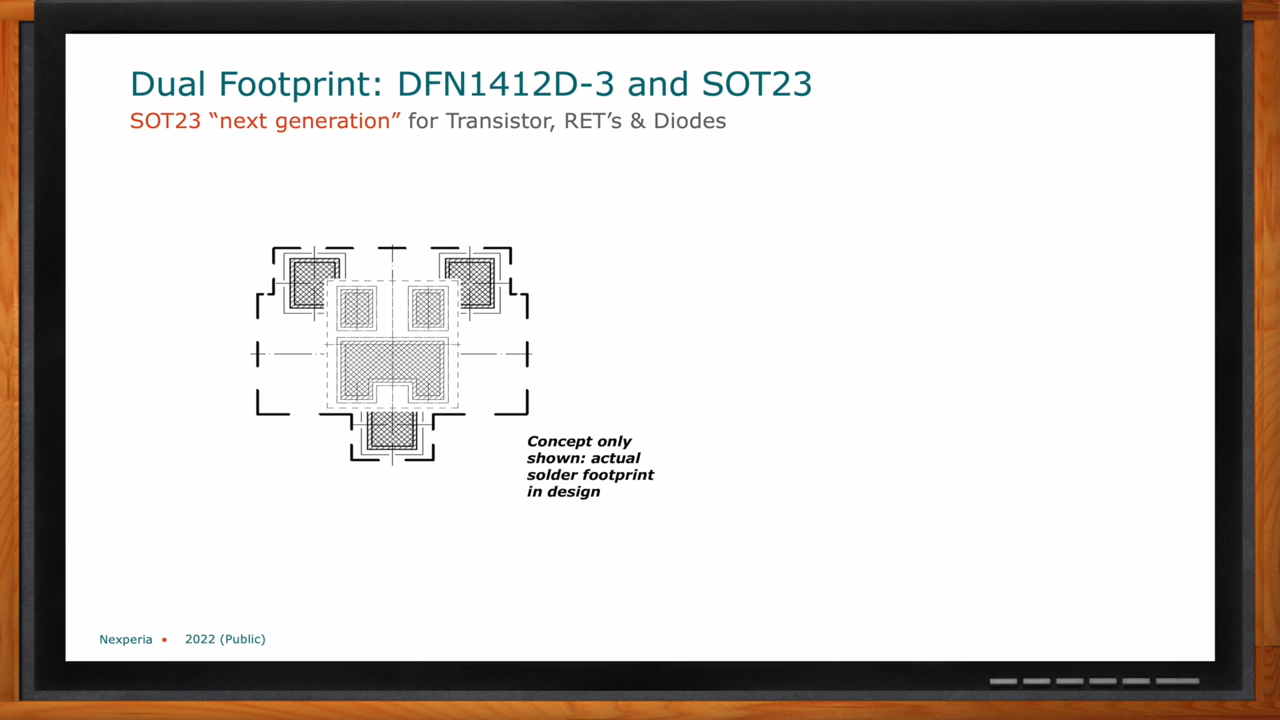 Dual Footprint: DFN1412D-3 and SOT23
SOT23 “next generation” for Transistor, RET’s & Diodes
Concept only
shown: actual
solder footprint
in design
Nexperia • 2022 (Public)